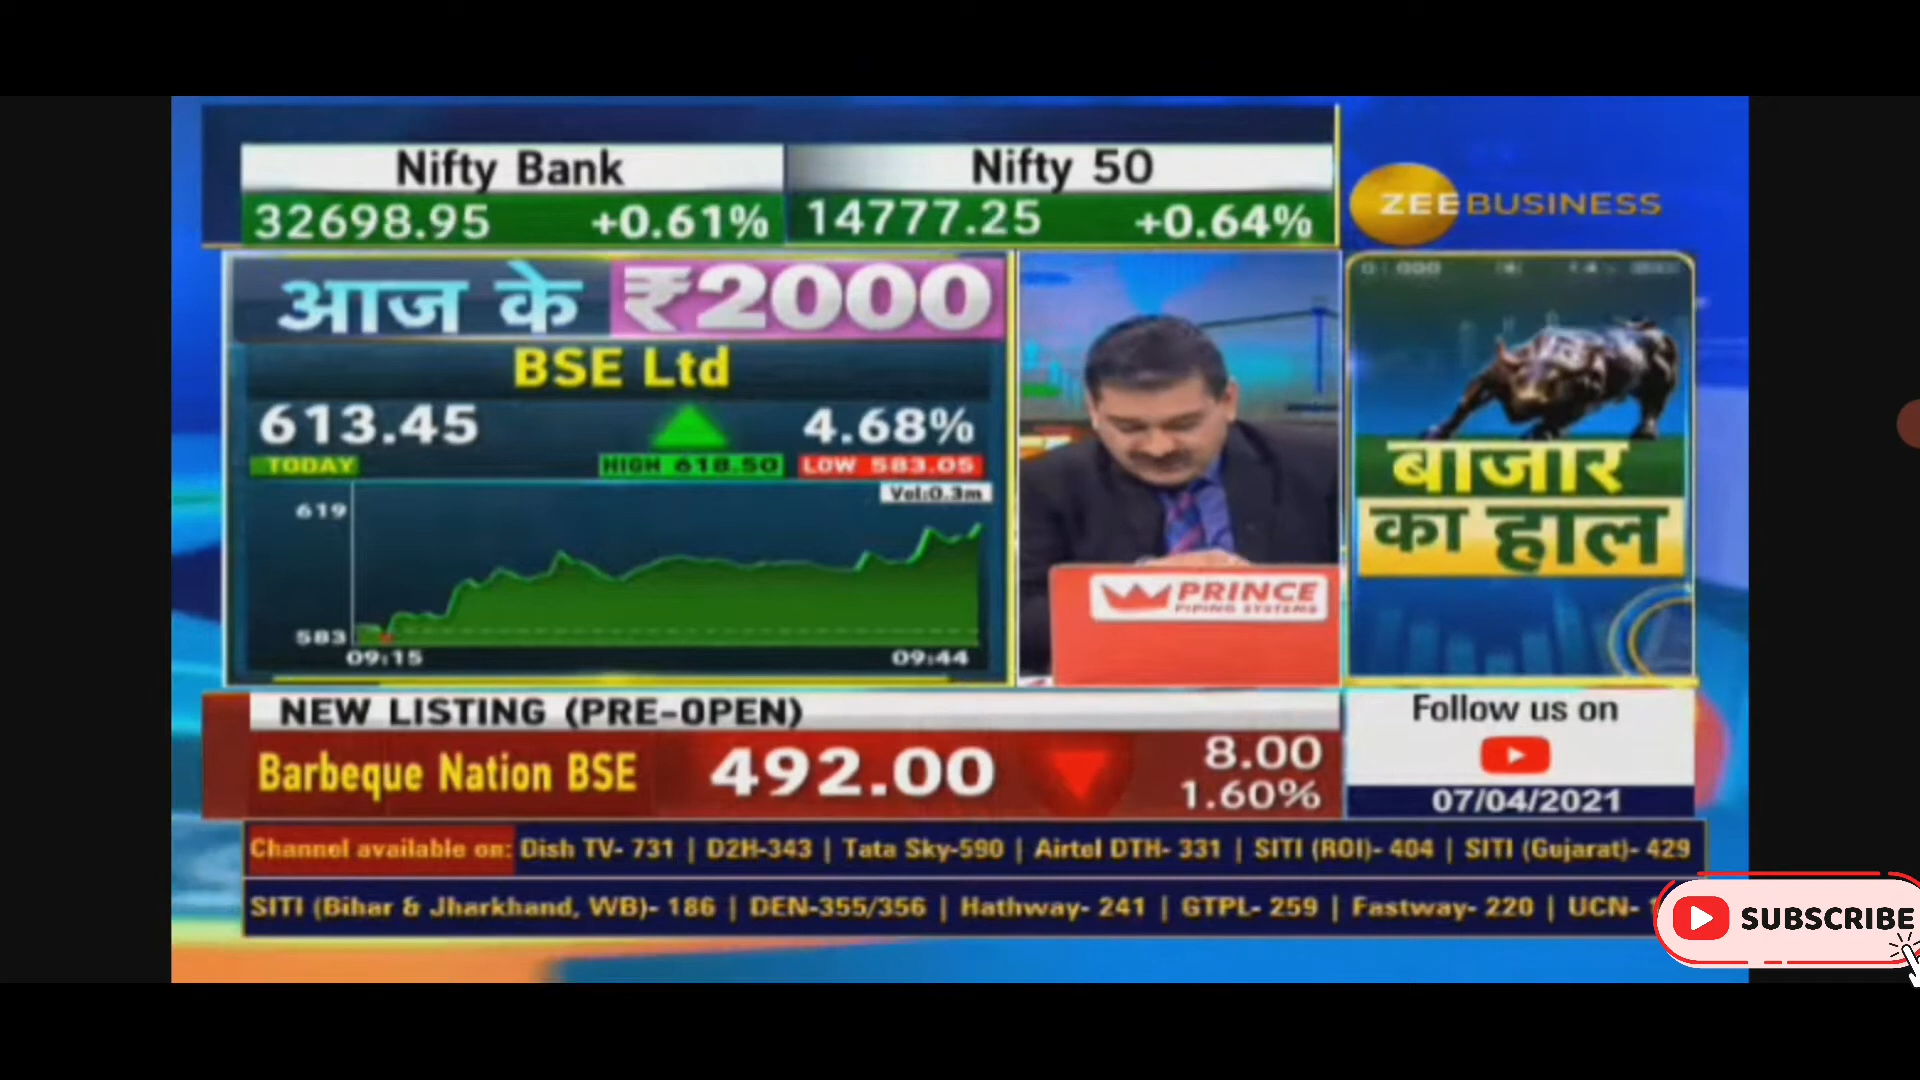 Nifty Bank
32698.95 +0.61%
Nifty 50
14777.25 +0.64%
ZEEBUSINESS
आज के ₹2000
BSE Ltd
613.45 4.68%
TODAY HIGH 618.50 LOW 583.05
Vol:0.3m
619
583
09:15 09:44
PRINCE
PIPING SYSTEMS
बाजार
का हाल
NEW LISTING (PRE-OPEN)
Barbeque Nation BSE 492.00 8.00
1.60%
Follow us on
07/04/2021
Channel available on: Dish TV- 731 | D2H-343 | Tata Sky-590 | Airtel DTH- 331 | SITI (ROI)- 404 | SITI (Gujarat)- 429
SITI (Bihar & Jharkhand, WB)- 186 | DEN-355/356 | Hathway- 241 | GTPL- 259 | Fastway- 220 | UCN-
SUBSCRIBE